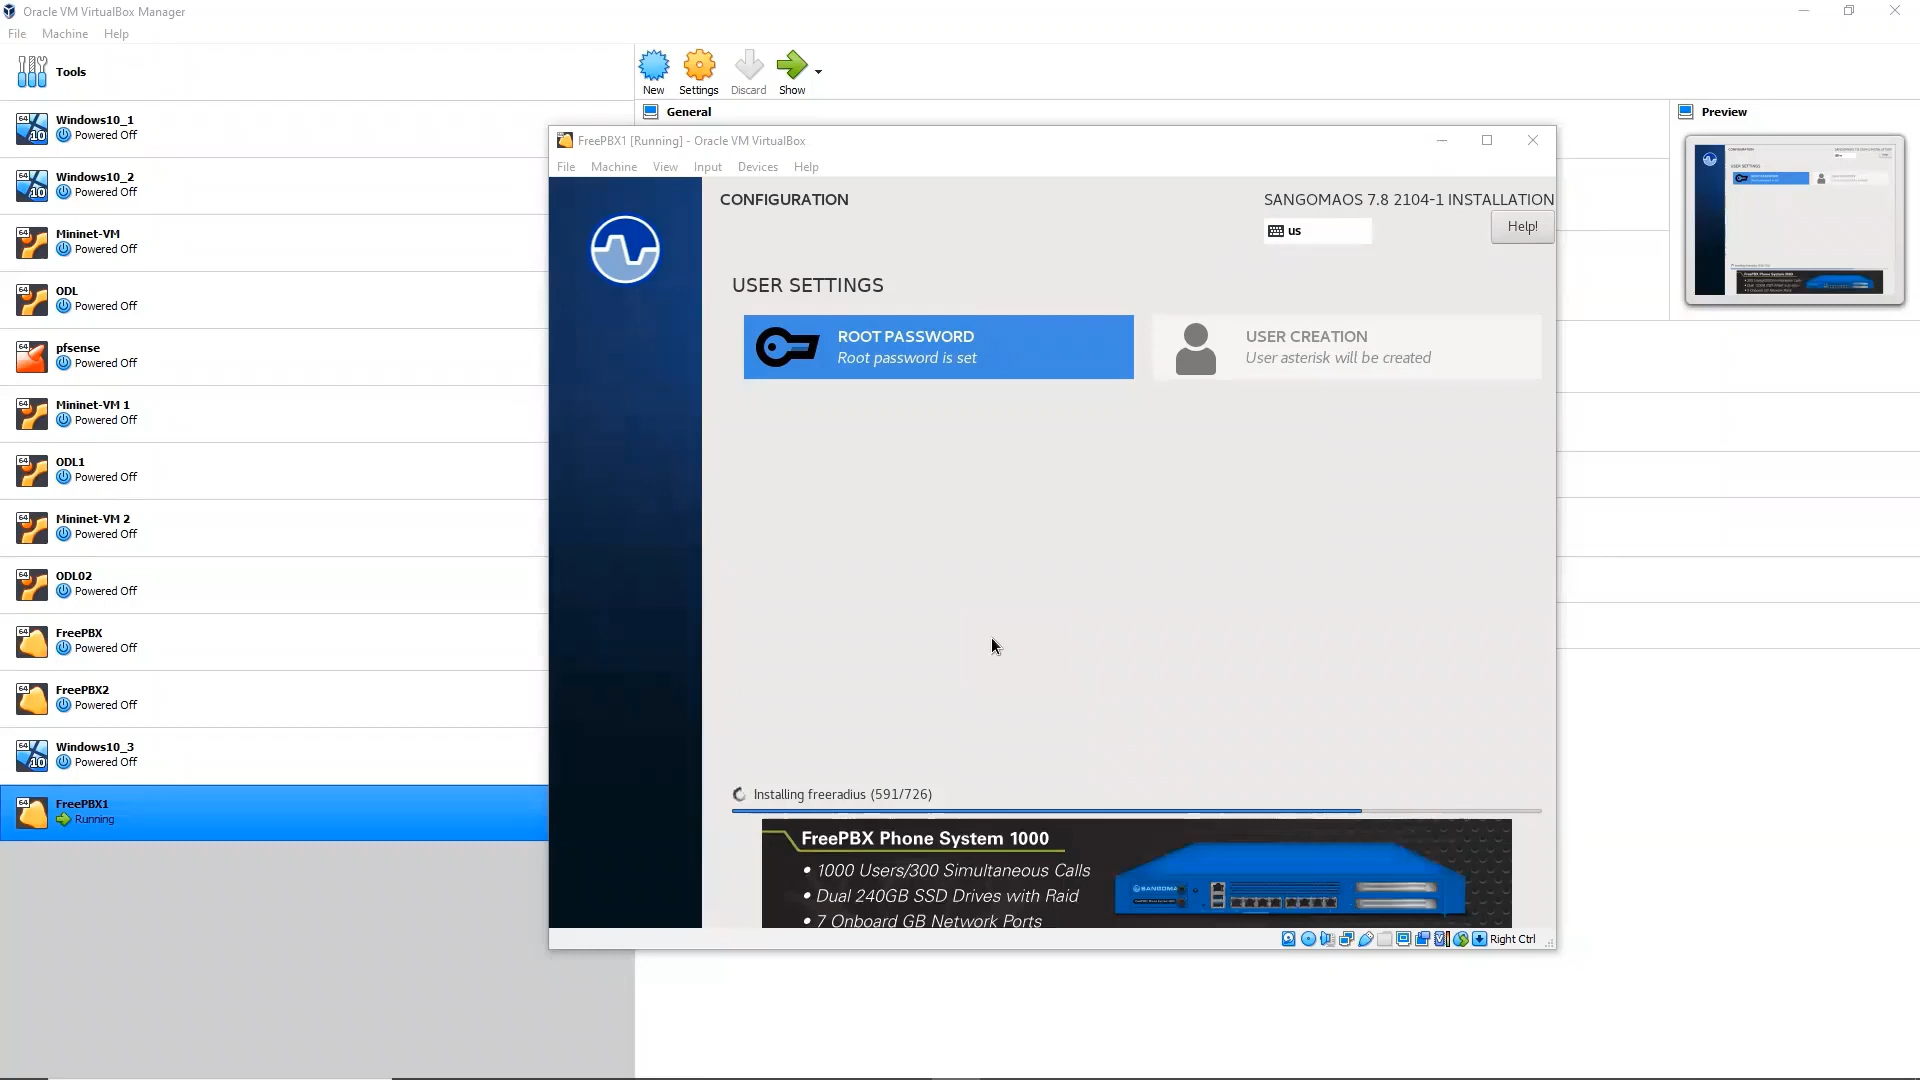 Oracle VM VirtualBox Manager
File Machine Help
Tools
New
Settings
Discard
Show
General
Preview
Windows10_1
Powered Off
Windows10_2
Powered Off
Mininet-VM
Powered Off
ODL
Powered Off
pfsense
Powered Off
Mininet-VM 1
Powered Off
ODL1
Powered Off
Mininet-VM 2
Powered Off
ODL02
Powered Off
FreePBX
Powered Off
FreePBX2
Powered Off
Windows10_3
Powered Off
FreePBX1
Running
FreePBX1 [Running] - Oracle VM VirtualBox
File Machine View Input Devices Help
CONFIGURATION
SANGOMAOS 7.8 2104-1 INSTALLATION
us
Help!
USER SETTINGS
ROOT PASSWORD
Root password is set
USER CREATION
User asterisk will be created
Installing freeradius (591/726)
FreePBX Phone System 1000
• 1000 Users/300 Simultaneous Calls
• Dual 240GB SSD Drives with Raid
• 7 Onboard GB Network Ports
SANGOMA
Right Ctrl